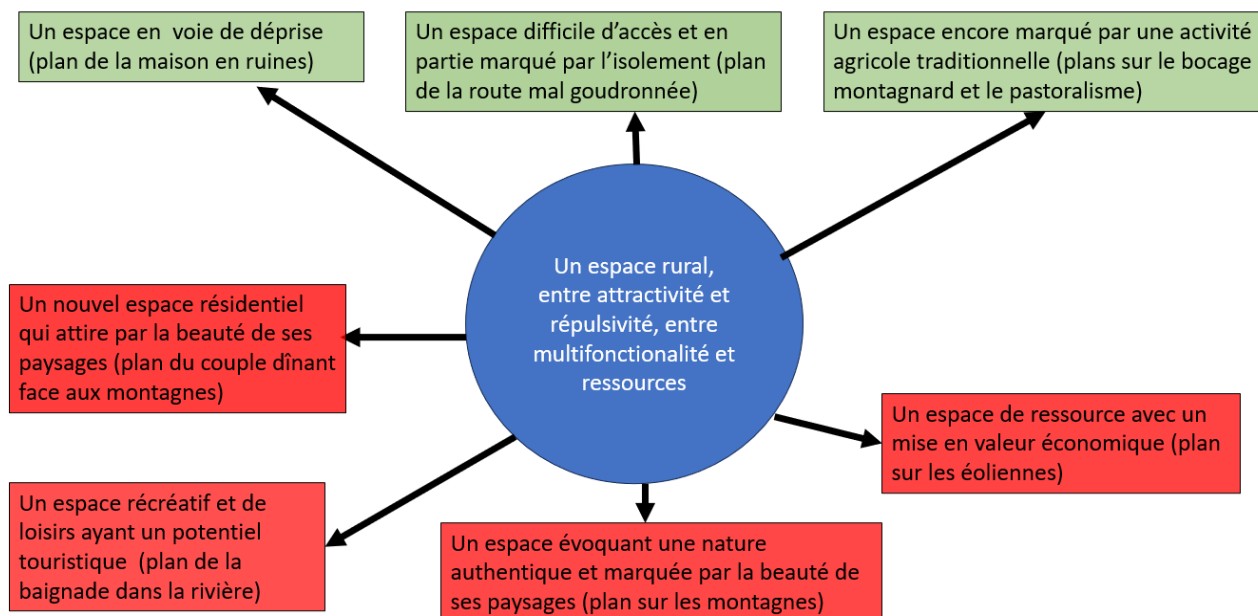 Un espace en  voie de déprise
(plan de la maison en ruines)
Un espace difficile d’accès et en
partie marqué par l’isolement (plan
de la route mal goudronnée)
Un espace encore marqué par une activité
agricole traditionnelle (plans sur le bocage
montagnard et le pastoralisme)
Un espace rural,
entre attractivité et
répulsivité, entre
multifonctionalité et
ressources
Un nouvel espace résidentiel
qui attire par la beauté de ses
paysages (plan du couple dînant
face aux montagnes)
Un espace de ressource avec un
mise en valeur économique (plan
sur les éoliennes)
Un espace récréatif et de
loisirs ayant un potentiel
touristique  (plan de la
baignade dans la rivière)
Un espace évoquant une nature
authentique et marquée par la beauté de
ses paysages (plan sur les montagnes)